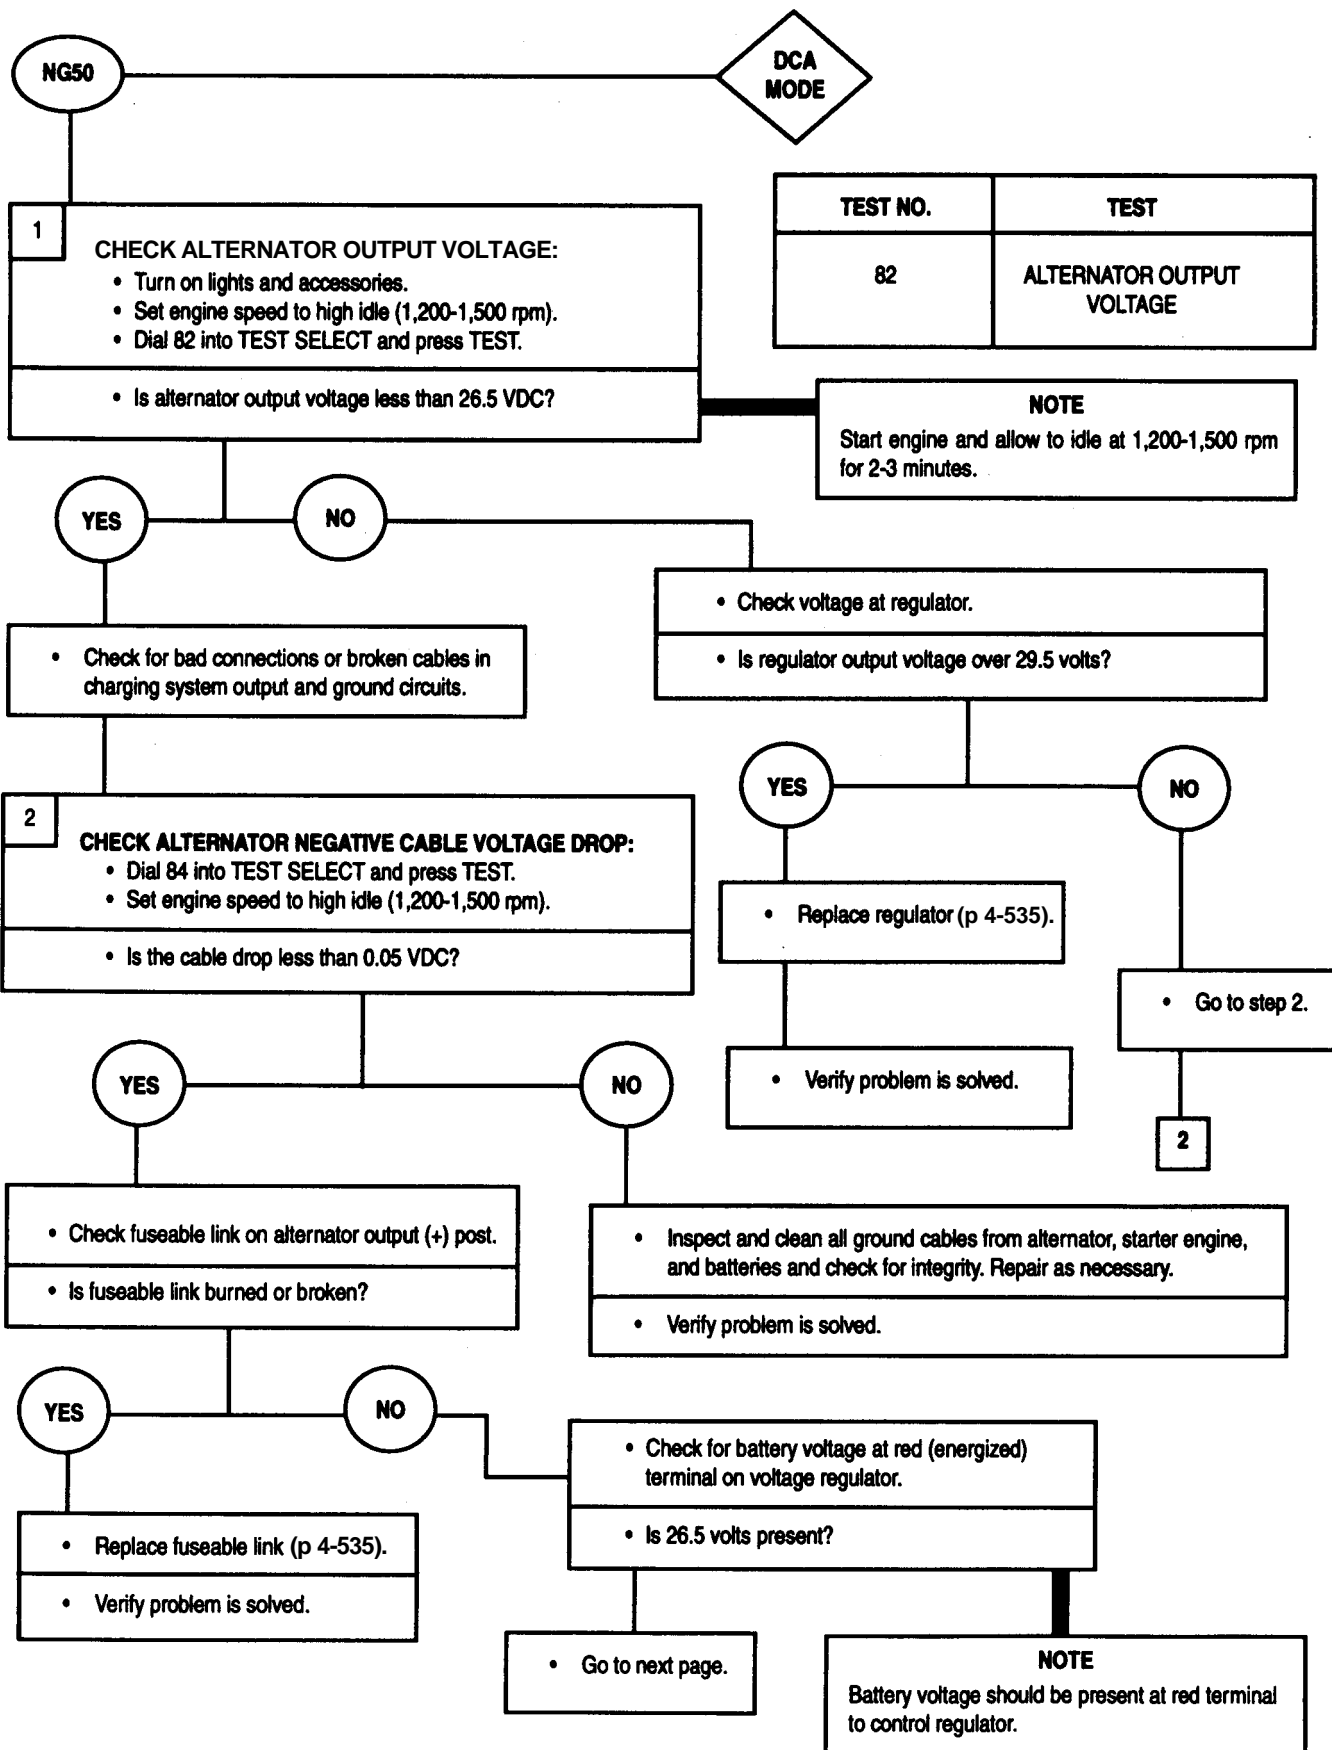 NG50
DCA
MODE
TEST NO.
TEST
82
ALTERNATOR OUTPUT
VOLTAGE
1
CHECK ALTERNATOR OUTPUT VOLTAGE:
• Turn on lights and accessories.
• Set engine speed to high idle (1,200-1,500 rpm).
• Dial 82 into TEST SELECT and press TEST.
• Is alternator output voltage less than 26.5 VDC?
NOTE
Start engine and allow to idle at 1,200-1,500 rpm
for 2-3 minutes.
YES
NO
• Check voltage at regulator.
• Is regulator output voltage over 29.5 volts?
• Check for bad connections or broken cables in
charging system output and ground circuits.
YES
NO
2
CHECK ALTERNATOR NEGATIVE CABLE VOLTAGE DROP:
• Dial 84 into TEST SELECT and press TEST.
• Set engine speed to high idle (1,200-1,500 rpm).
• Is the cable drop less than 0.05 VDC?
• Replace regulator (p 4-535).
• Go to step 2.
• Verify problem is solved.
2
YES
NO
• Check fuseable link on alternator output (+) post.
• Is fuseable link burned or broken?
• Inspect and clean all ground cables from alternator, starter engine,
and batteries and check for integrity. Repair as necessary.
• Verify problem is solved.
YES
NO
• Check for battery voltage at red (energized)
terminal on voltage regulator.
• Is 26.5 volts present?
• Replace fuseable link (p 4-535).
• Verify problem is solved.
• Go to next page.
NOTE
Battery voltage should be present at red terminal
to control regulator.